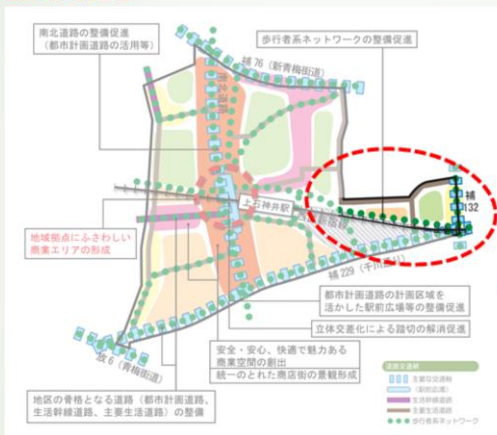 南北道路の整備促進
(都市計画道路の活用等)
歩行者系ネットワークの整備促進
補76(新青梅街道)
南北道路
上石神井駅
補
132
地域拠点にふさわしい
商業エリアの形成
補229(千川通り)
都市計画道路の計画区域を
活かした駅前広場等の整備促進
立体交差化による踏切の解消促進
安全・安心、快適で魅力ある
商業空間の創出
統一のとれた商店街の景観形成
放6(青梅街道)
地区の骨格となる道路(都市計画道路、
生活幹線道路、主要生活道路)の整備
主要な交通軸
(駅前広場)
生活幹線道路
主要生活道路
歩行者系ネットワーク